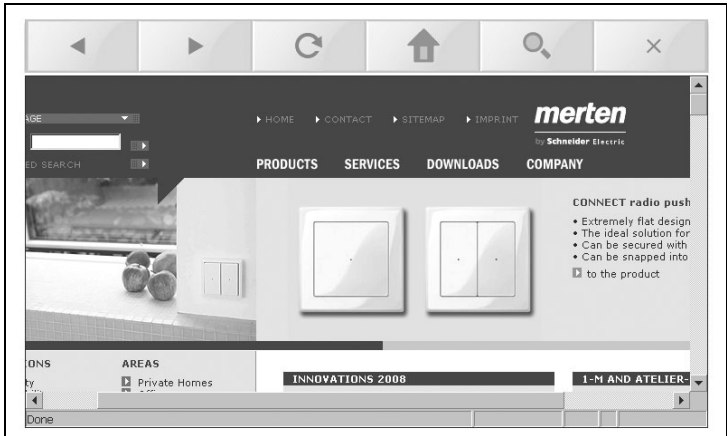 AGE
HOME CONTACT SITEMAP IMPRINT
merten
by Schneider Electric
ED SEARCH
PRODUCTS SERVICES DOWNLOADS COMPANY
CONNECT radio push
• Extremely flat design
• The ideal solution for
• Can be secured with
• Can be snapped into
to the product
IONS AREAS
ty Private Homes
INNOVATIONS 2008 1-M AND ATELIER-
Done